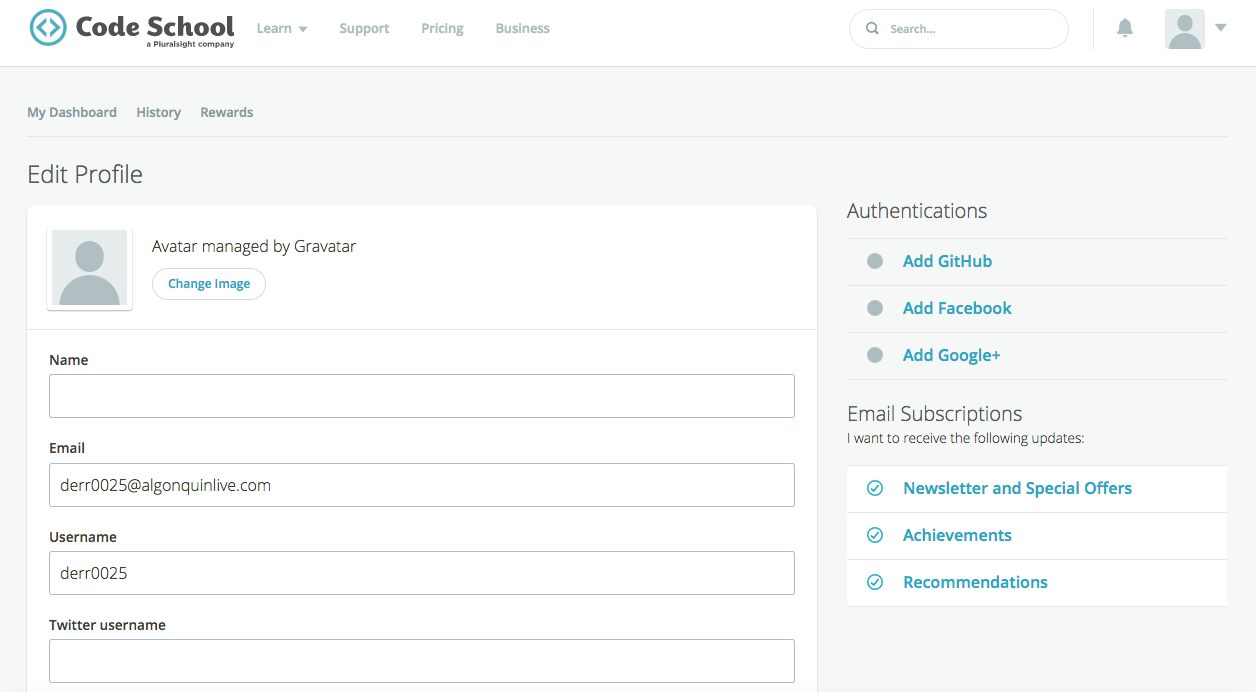 Code School
a Pluralsight company
Learn
Support
Pricing
Business
Search...
My Dashboard
History
Rewards
Edit Profile
Avatar managed by Gravatar
Change Image
Name
Email
derr0025@algonquinlive.com
Username
derr0025
Twitter username
Authentications
Add GitHub
Add Facebook
Add Google+
Email Subscriptions
I want to receive the following updates:
Newsletter and Special Offers
Achievements
Recommendations